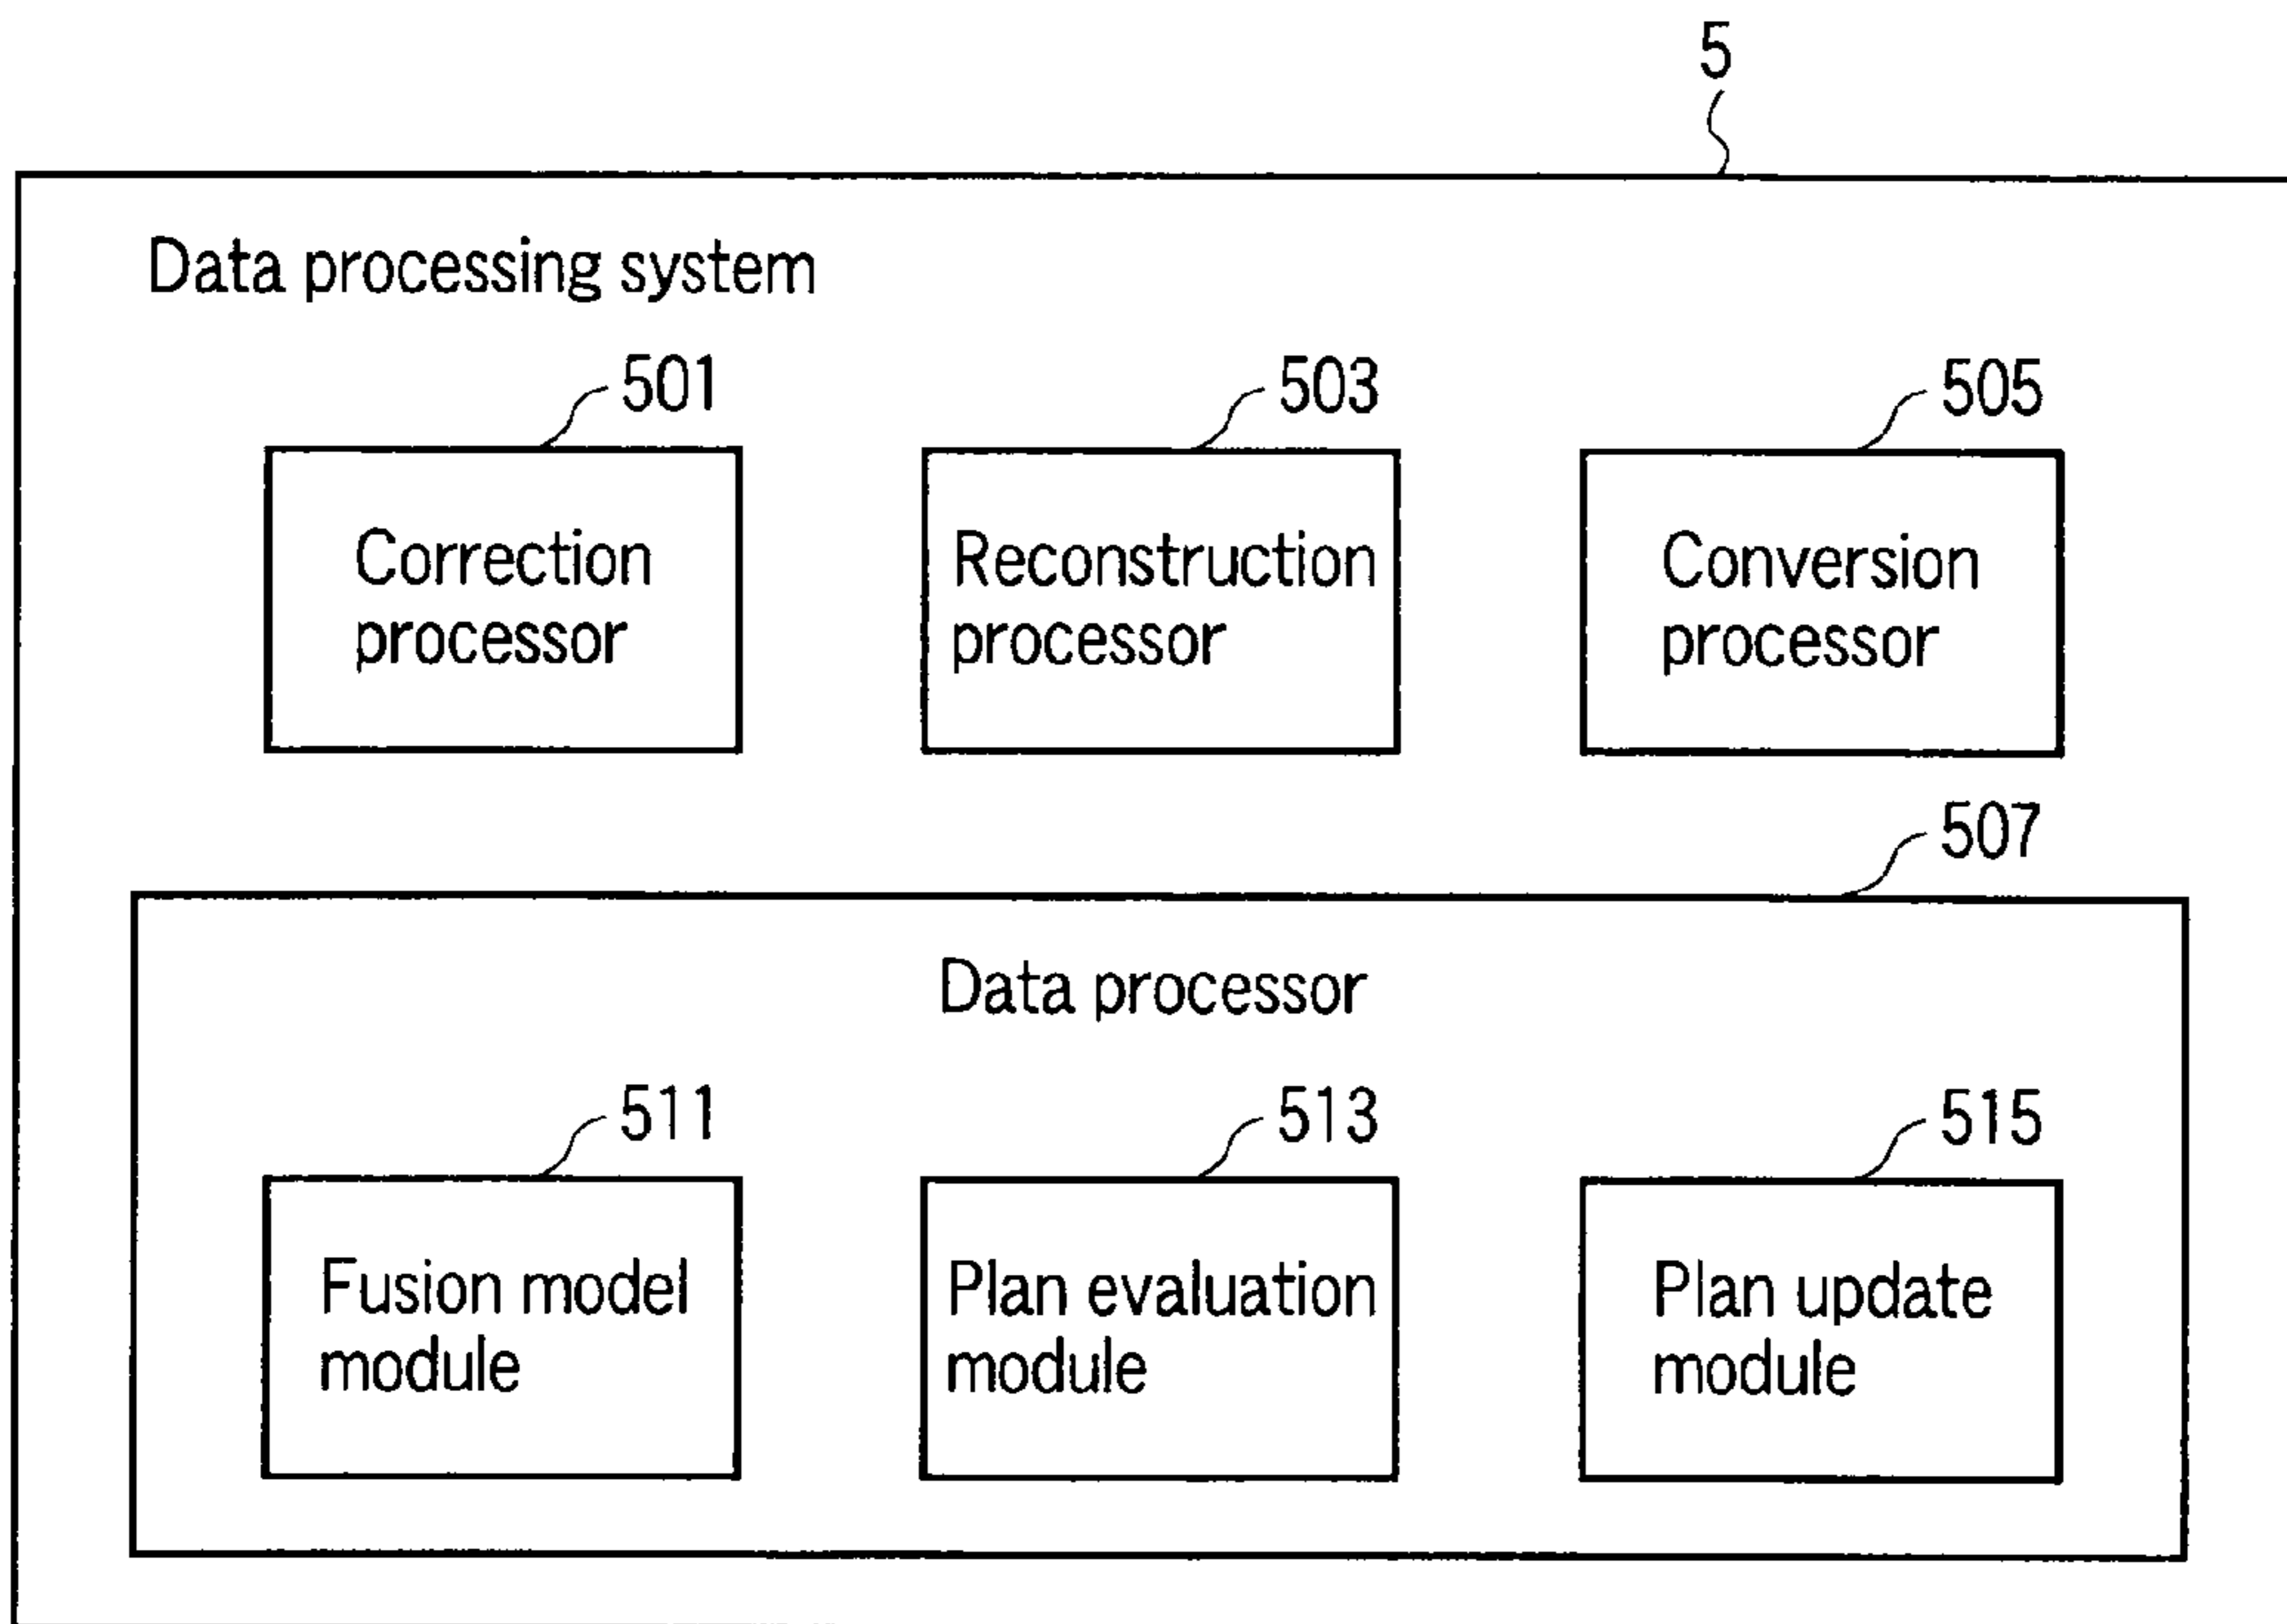 5
Data processing system
501
503
505
Correction
processor
Reconstruction
processor
Conversion
processor
507
Data processor
511
513
515
Fusion model
module
Plan evaluation
module
Plan update
module